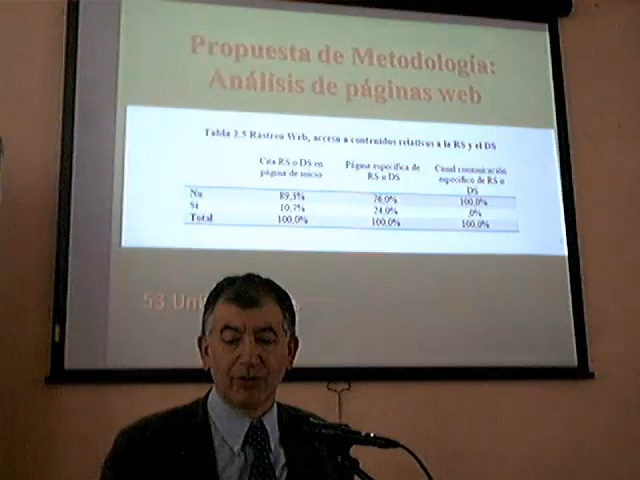 Propuesta de Metodología:
Análisis de páginas web
Tabla 2.5 Rastreo Web, acceso a contenidos relativos a la RS y el DS
Cita RS o DS en página de inicio
Página específica de RS o DS
Canal comunicación específico de RS o DS
No 89,3% 76,0% 100,0%
Si 10,7% 24,0% ,0%
Total 100,0% 100,0% 100,0%
53